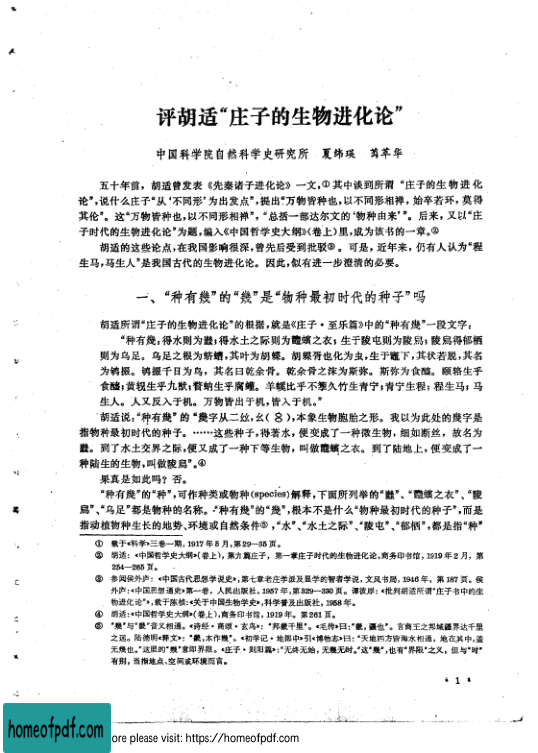 评胡适“庄子的生物进化论”
中国科学院自然科学史研究所 夏纬瑛 苟萃华
五十年前，胡适曾发表《先秦诸子进化论》一文，①其中谈到所谓“庄子的生物进化
论”，说什么庄子“从‘不同形’为出发点”，提出“万物皆种也，以不同形相禅，始卒若环，莫得
其伦”。这“万物皆种也，以不同形相禅”，“总括一部达尔文的‘物种由来’”。后来，又以“庄
子时代的生物进化论”为题，编入《中国哲学史大纲》（卷上）里，成为该书的一章。②
胡适的这些论点，在我国影响很深，曾先后受到批驳③。可是，近年来，仍有人认为“程
生马，马生人”是我国古代的生物进化论。因此，似有进一步澄清的必要。
一、“种有幾”的“幾”是“物种最初时代的种子”吗
胡适所谓“庄子的生物进化论”的根据，就是《庄子·至乐篇》中的“种有幾”一段文字：
“种有幾，得水则为㡭；得水土之际则为鼃蠙之衣；生于陵屯则为陵舄；陵舄得郁栖
则为乌足。乌足之根为蛴螬，其叶为胡蝶。胡蝶胥也化为虫，生于竈下，其状若脱，其名
为鸲掇。鸲掇千日为鸟，其名曰乾余骨。乾余骨之沫为斯弥。斯弥为食醯。颐辂生乎
食醯；黄軦生乎九猷；瞀蚋生乎腐蠸。羊奚比乎不箰久竹生青宁；青宁生程；程生马；马
生人。人又反入于机。万物皆出于机，皆入于机。”
胡适说：“种有幾”的“幾字从二幺，幺（8），本象生物胞胎之形。我以为此处的幾字是
指物种最初时代的种子。……这些种子，得著水，便变成了一种微生物，细如断丝，故名为
㡭。到了水土交界之际，便又成了一种下等生物，叫做鼃蠙之衣。到了陆地上，便变成了一
种陆生的生物，叫做陵舄”。④
果真是如此吗？否。
“种有幾”的“种”，可作种类或物种（species）解释，下面所列举的“㡭”、“鼃蠙之衣”、“陵
舄”、“乌足”都是物种的名称。“种有幾”的“幾”，根本不是什么“物种最初时代的种子”，而是
指动植物种生长的地势、环境或自然条件⑤，“水”、“水土之际”、“陵屯”、“郁栖”，都是指“种”
① 载于《科学》三卷一期，1917年5月，第29—35页。
② 胡适：《中国哲学史大纲》（卷上），第九篇庄子，第一章庄子时代的生物进化论，商务印书馆，1919年2月，第
254—265页。
③ 参阅侯外庐：《中国古代思想学说史》，第七章老庄学派及显学的智者学说，文风书局，1946年，第187页。侯
外庐：《中国思想通史》第一卷，人民出版社，1957年，第329—330页。谭彼岸：《批判胡适所谓“庄子书中的生
物进化论”》，载于陈桢：《关于中国生物学史》，科学普及出版社，1958年。
④ 胡适：《中国哲学史大纲》（卷上），商务印书馆，1919年。第261页。
⑤ “幾”与“畿”音义相通。《诗经·商颂·玄鸟》：“邦畿千里”。《毛传》曰：“畿，疆也”。言商王之邦域疆界达千里
之远。陆德明《释文》：“畿，本作幾”。《初学记·地部中》引《博物志》曰：“天地四方皆海水相通，地在其中，盖
无幾也。”这里的“幾”意即界限。《庄子·则阳篇》：“无终无始，无幾无时。”这“幾”，也有“界限”之义，但与“时”
有别，当指地点、空间或环境而言。
· 1 ·
homeofpdf.com
ore please visit: https://homeofpdf.com